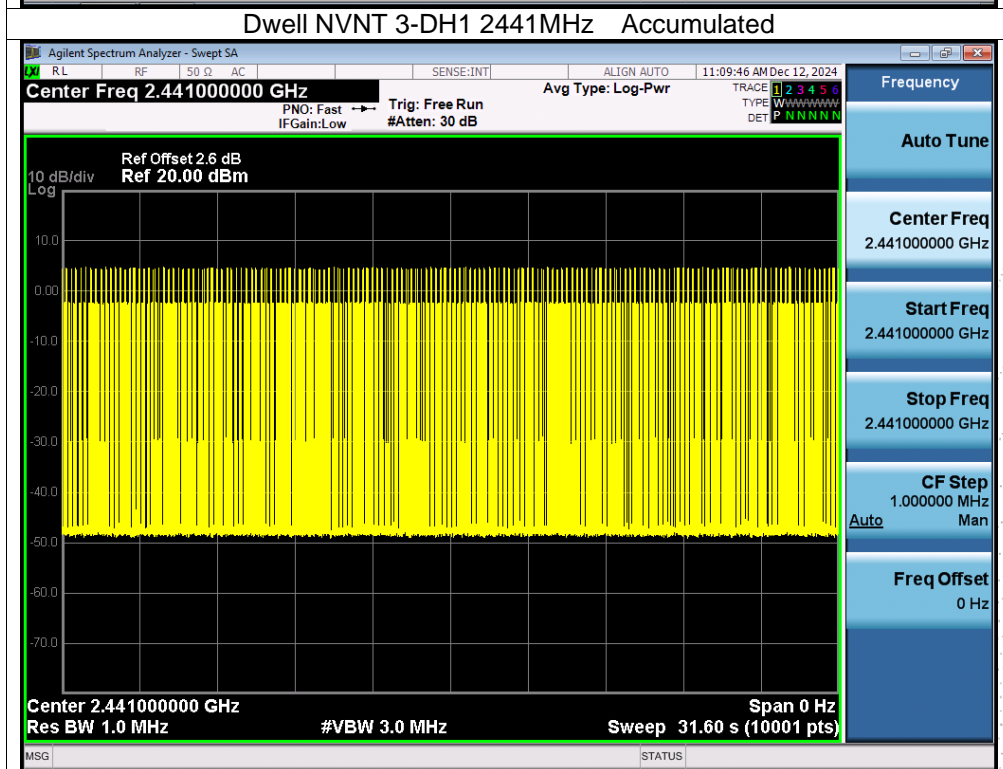 Dwell NVNT 3-DH1 2441MHz Accumulated
Agilent Spectrum Analyzer - Swept SA
LXI RL RF 50 Ω AC SENSE:INT ALIGN AUTO 11:09:46 AM Dec 12, 2024
Center Freq 2.441000000 GHz
PNO: Fast
IFGain:Low
Trig: Free Run
#Atten: 30 dB
Avg Type: Log-Pwr
TRACE 1 2 3 4 5 6
TYPE WWWWWWW
DET P N N N N N
Ref Offset 2.6 dB
10 dB/div Ref 20.00 dBm
Log
10.0
0.00
-10.0
-20.0
-30.0
-40.0
-50.0
-60.0
-70.0
Center 2.441000000 GHz Span 0 Hz
Res BW 1.0 MHz #VBW 3.0 MHz Sweep 31.60 s (10001 pts)
MSG STATUS
Frequency
Auto Tune
Center Freq
2.441000000 GHz
Start Freq
2.441000000 GHz
Stop Freq
2.441000000 GHz
CF Step
1.000000 MHz
Auto Man
Freq Offset
0 Hz